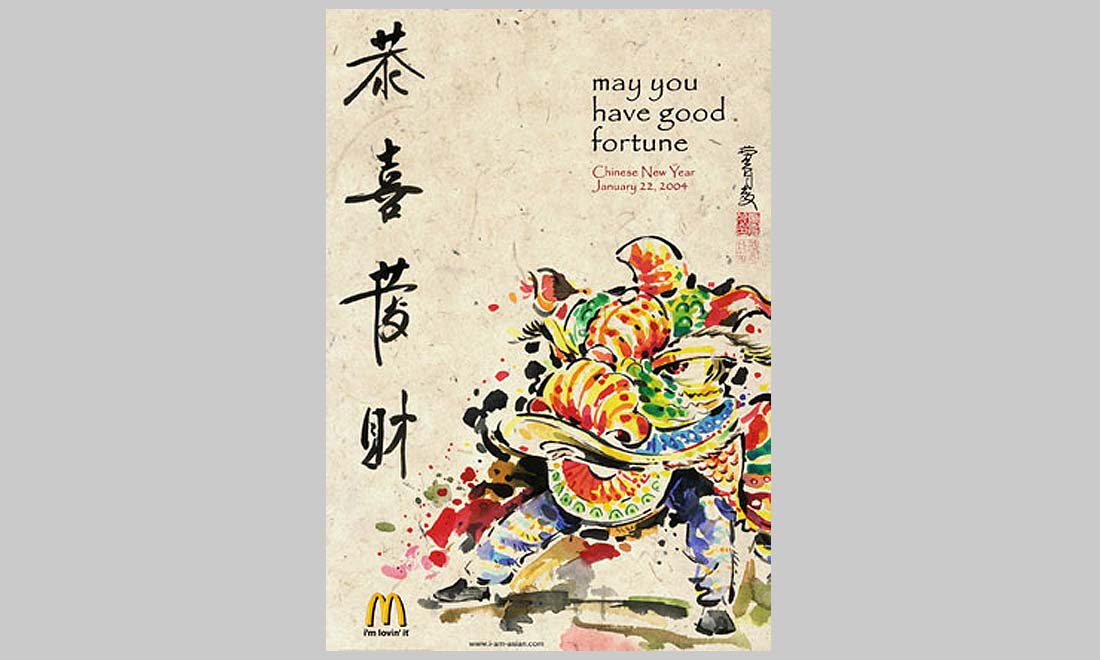 恭
喜
發
財
may you
have good
fortune
Chinese New Year
January 22, 2004
i'm lovin' it
www.i-am-asian.com